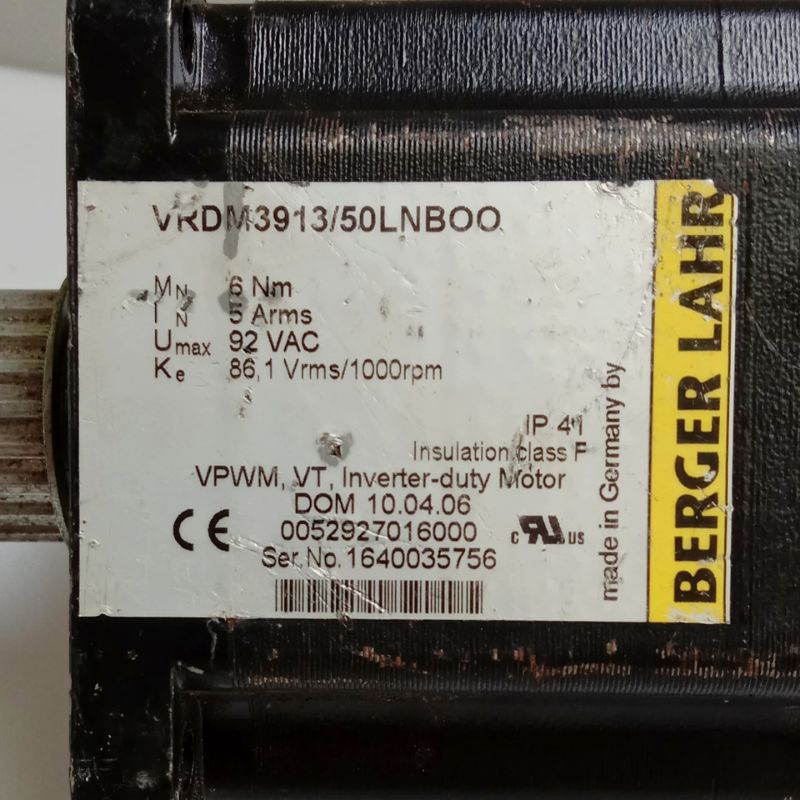 VRDM3913/50LNBOO
MN 6 Nm
IN 5 Arms
Umax 92 VAC
Ke 86,1 Vrms/1000rpm
IP 41
Insulation class F
VPWM, VT, Inverter-duty Motor
DOM 10.04.06
CE 0052927016000 c RU us
Ser.No.1640035756
made in Germany by
BERGER LAHR